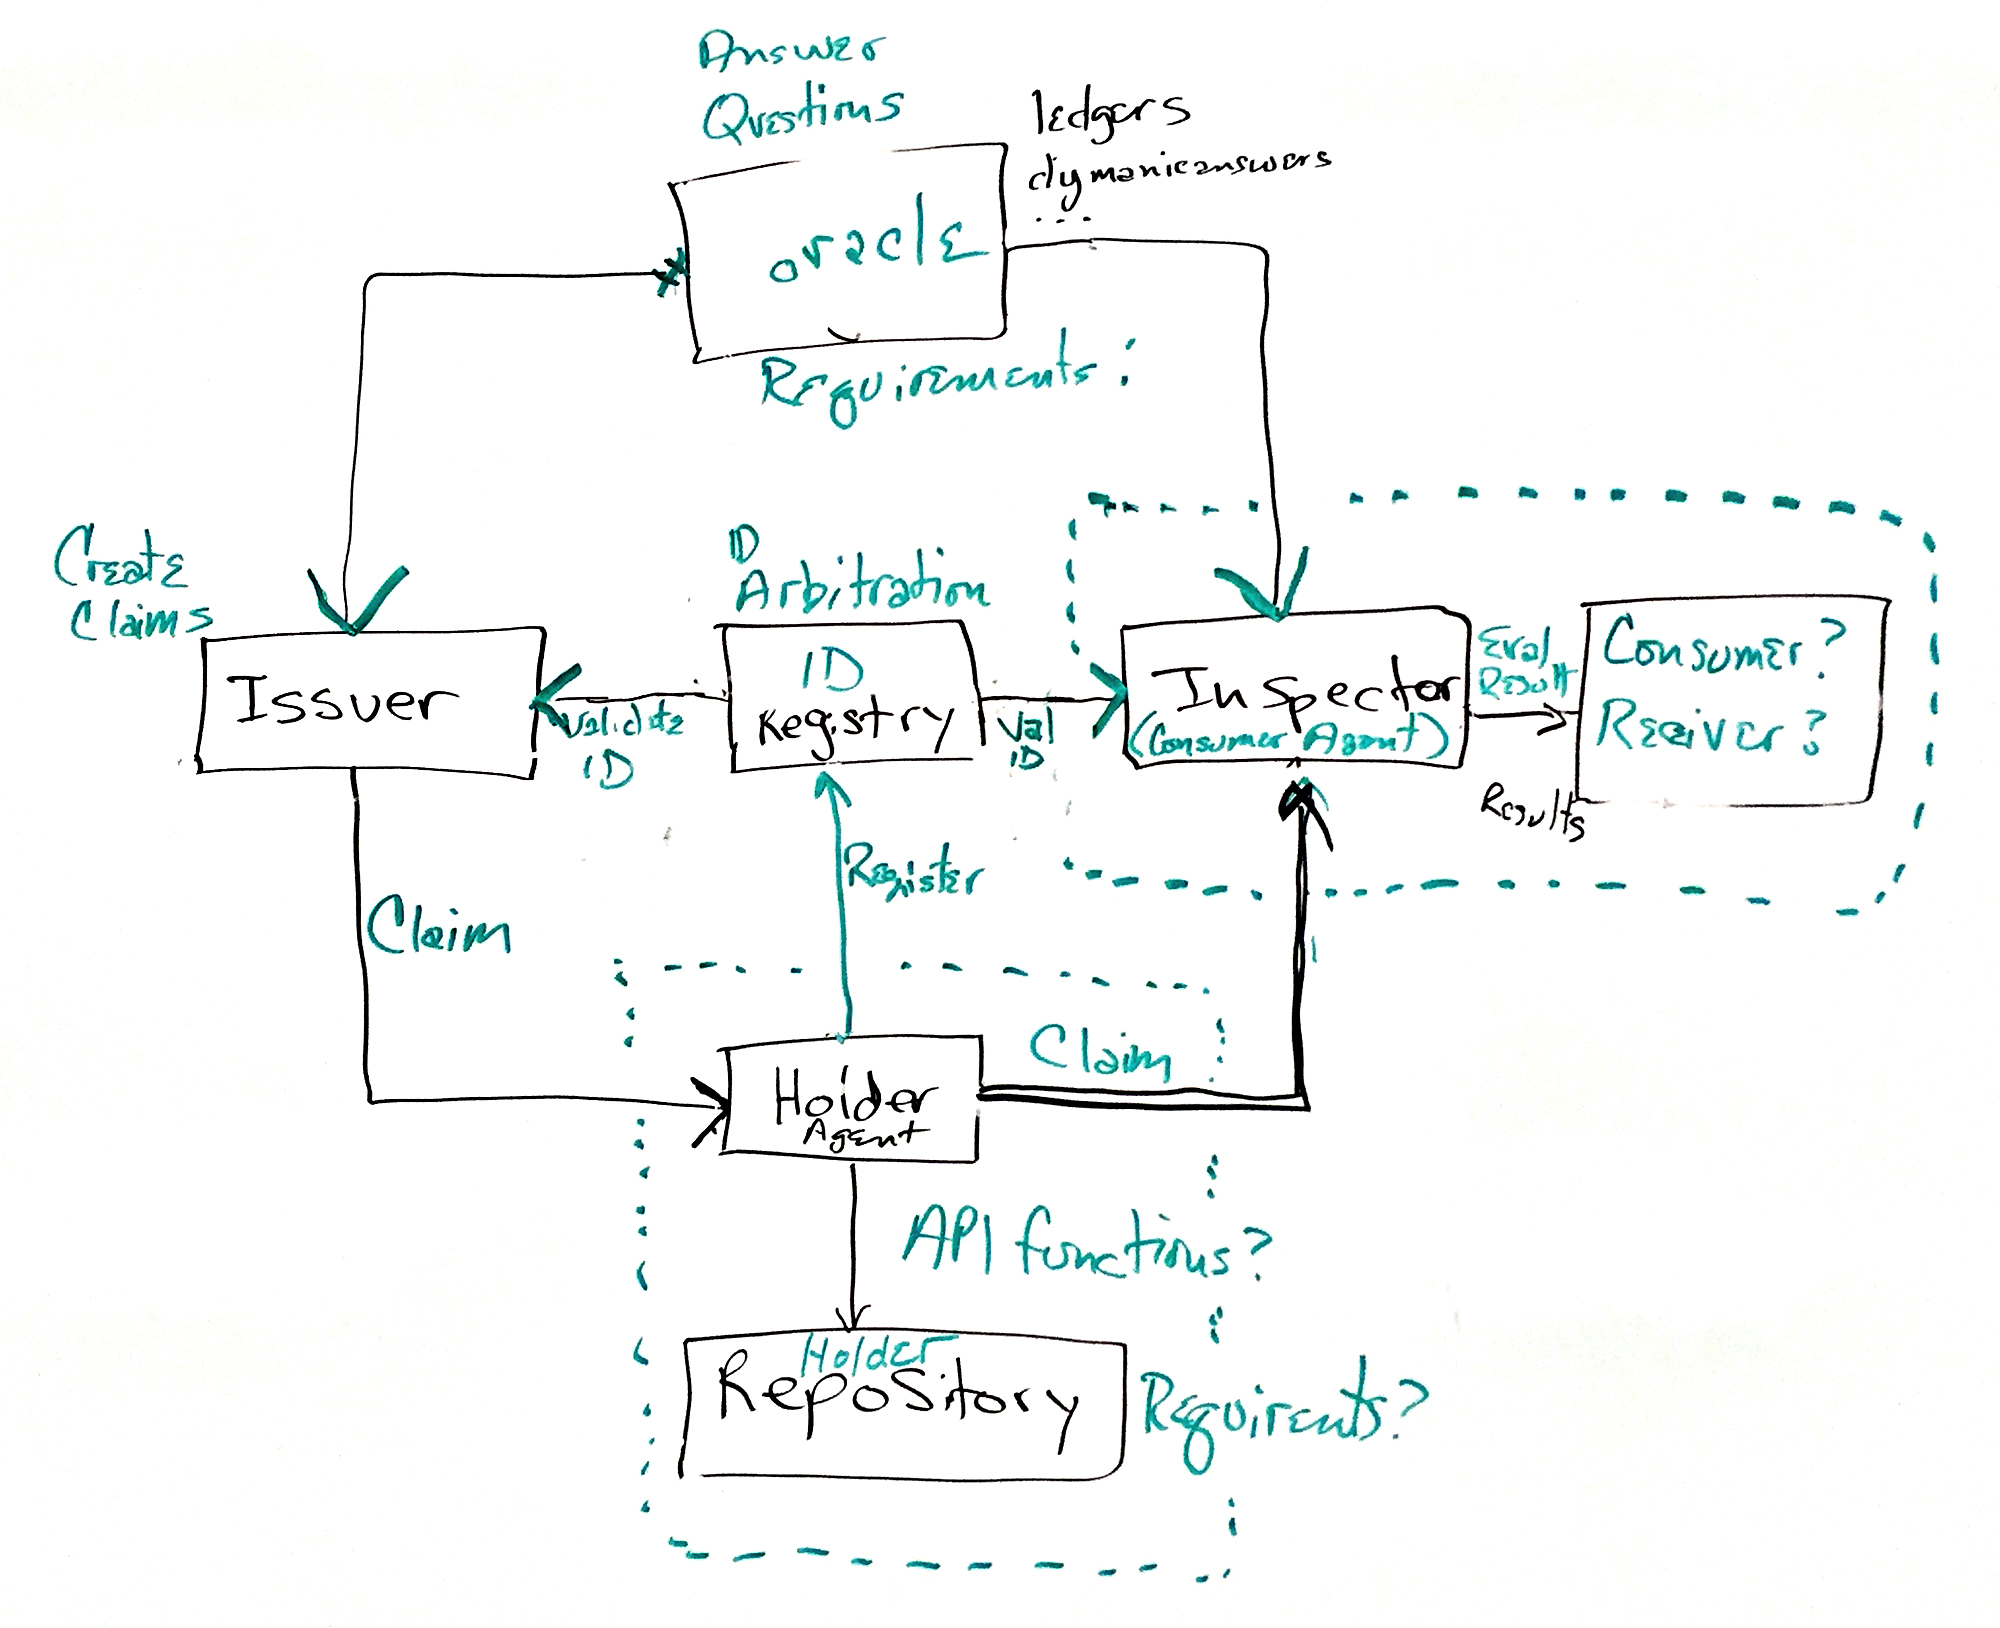 Answer
Questions
ledgers
dymanicanswers
...
oracle
Requirements:
Create
Claims
ID
Arbitration
Issuer
Validate
ID
ID
Registry
Val
ID
Inspector
(Consumer Agent)
Eval
Result
Results
Consumer?
Reciver?
Register
Claim
Claim
Holder
Agent
API functions?
Holder
Repository
Requirents?